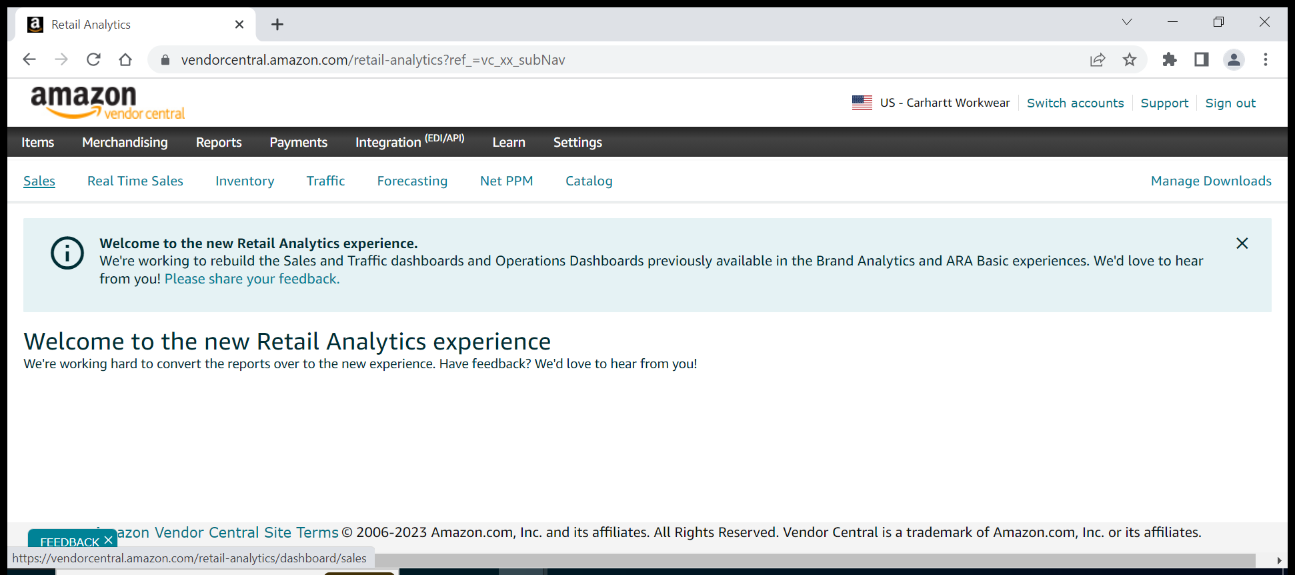 Retail Analytics
vendorcentral.amazon.com/retail-analytics?ref_=vc_xx_subNav
amazon
vendor central
US - Carhartt Workwear Switch accounts Support Sign out
Items Merchandising Reports Payments Integration (EDI/API) Learn Settings
Sales Real Time Sales Inventory Traffic Forecasting Net PPM Catalog Manage Downloads
Welcome to the new Retail Analytics experience.
We're working to rebuild the Sales and Traffic dashboards and Operations Dashboards previously available in the Brand Analytics and ARA Basic experiences. We'd love to hear
from you! Please share your feedback.
Welcome to the new Retail Analytics experience
We're working hard to convert the reports over to the new experience. Have feedback? We'd love to hear from you!
mazon Vendor Central Site Terms © 2006-2023 Amazon.com, Inc. and its affiliates. All Rights Reserved. Vendor Central is a trademark of Amazon.com, Inc. or its affiliates.
FEEDBACK
https://vendorcentral.amazon.com/retail-analytics/dashboard/sales